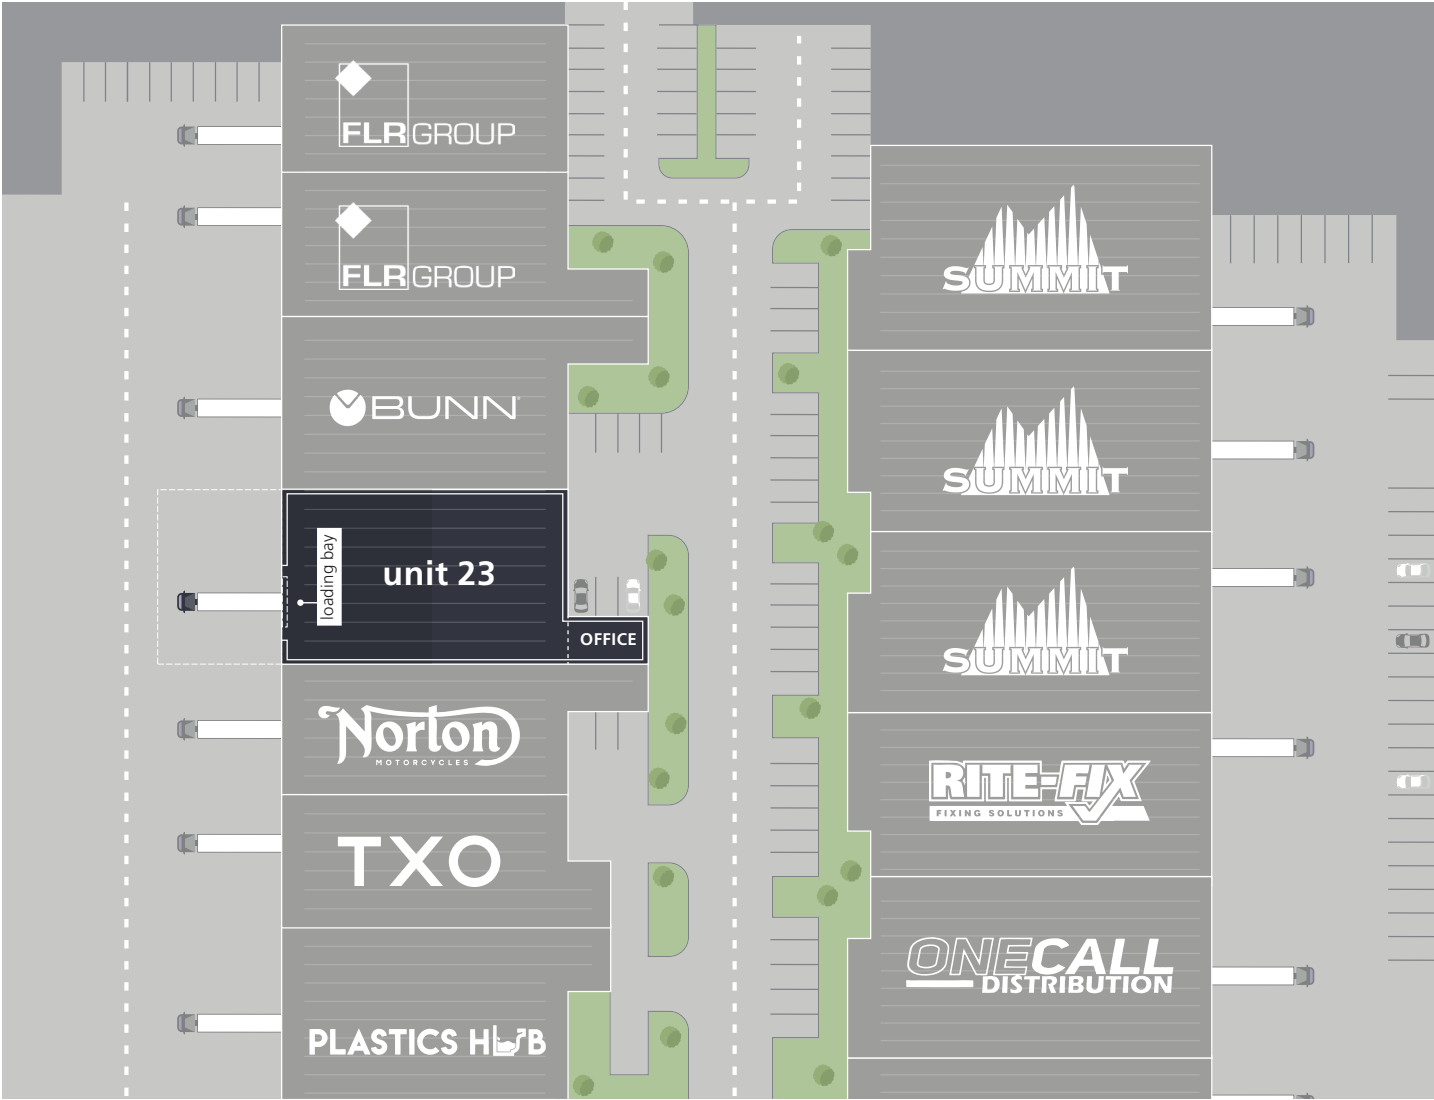 FLRGROUP
FLRGROUP
BUNN®
unit 23
loading bay
OFFICE
Norton
MOTORCYCLES
TXO
PLASTICS HUB
SUMMIT
SUMMIT
SUMMIT
RITE-FIX
FIXING SOLUTIONS
ONECALL
DISTRIBUTION